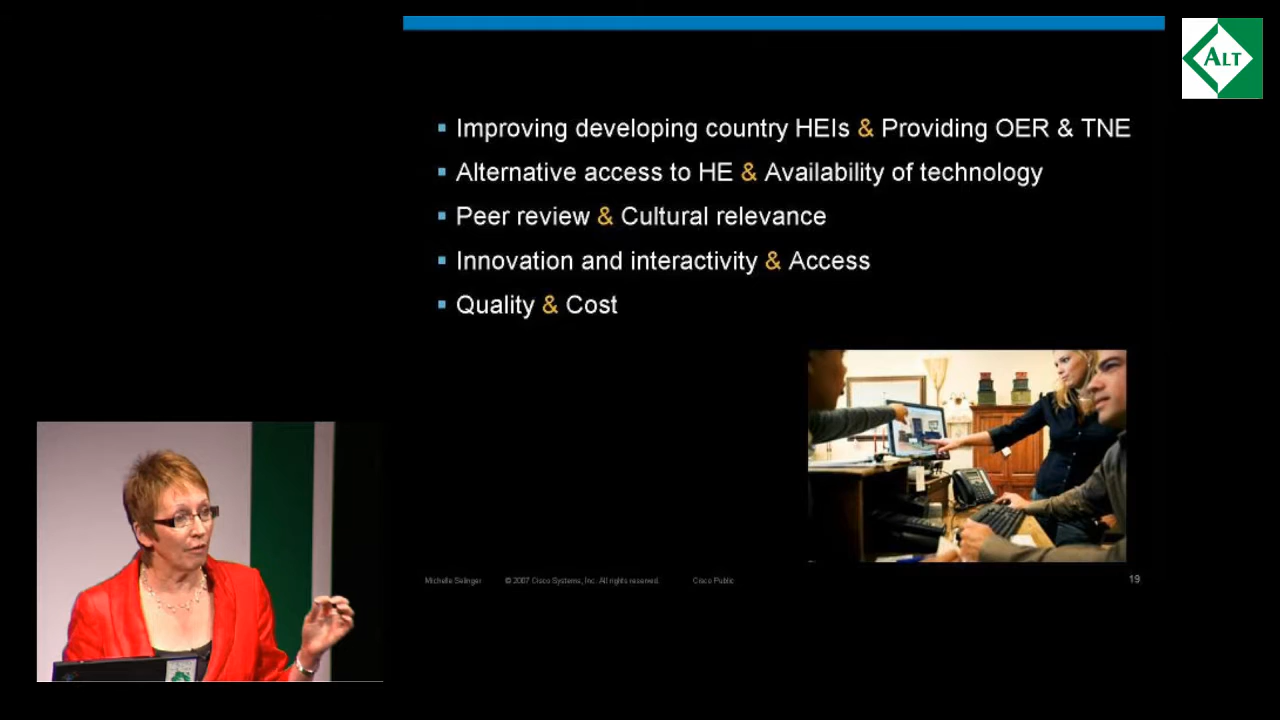 ALT
Improving developing country HEIs & Providing OER & TNE
Alternative access to HE & Availability of technology
Peer review & Cultural relevance
Innovation and interactivity & Access
Quality & Cost
Michelle Selinger © 2007 Cisco Systems, Inc. All rights reserved. Cisco Public 19